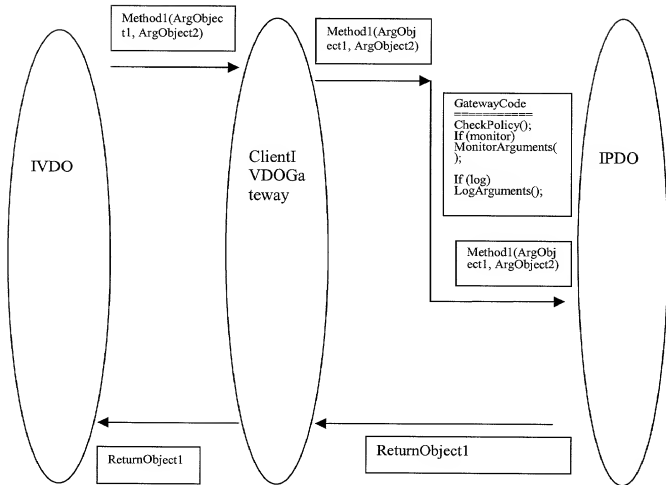 Method1(ArgObjec
t1, ArgObject2)
Method1(ArgObj
ect1, ArgObject2)
GatewayCode
===========
CheckPolicy();
If (monitor)
MonitorArguments(
);
If (log)
LogArguments();
IVDO
ClientI
VDOGa
teway
IPDO
Method1(ArgObj
ect1, ArgObject2)
ReturnObject1
ReturnObject1